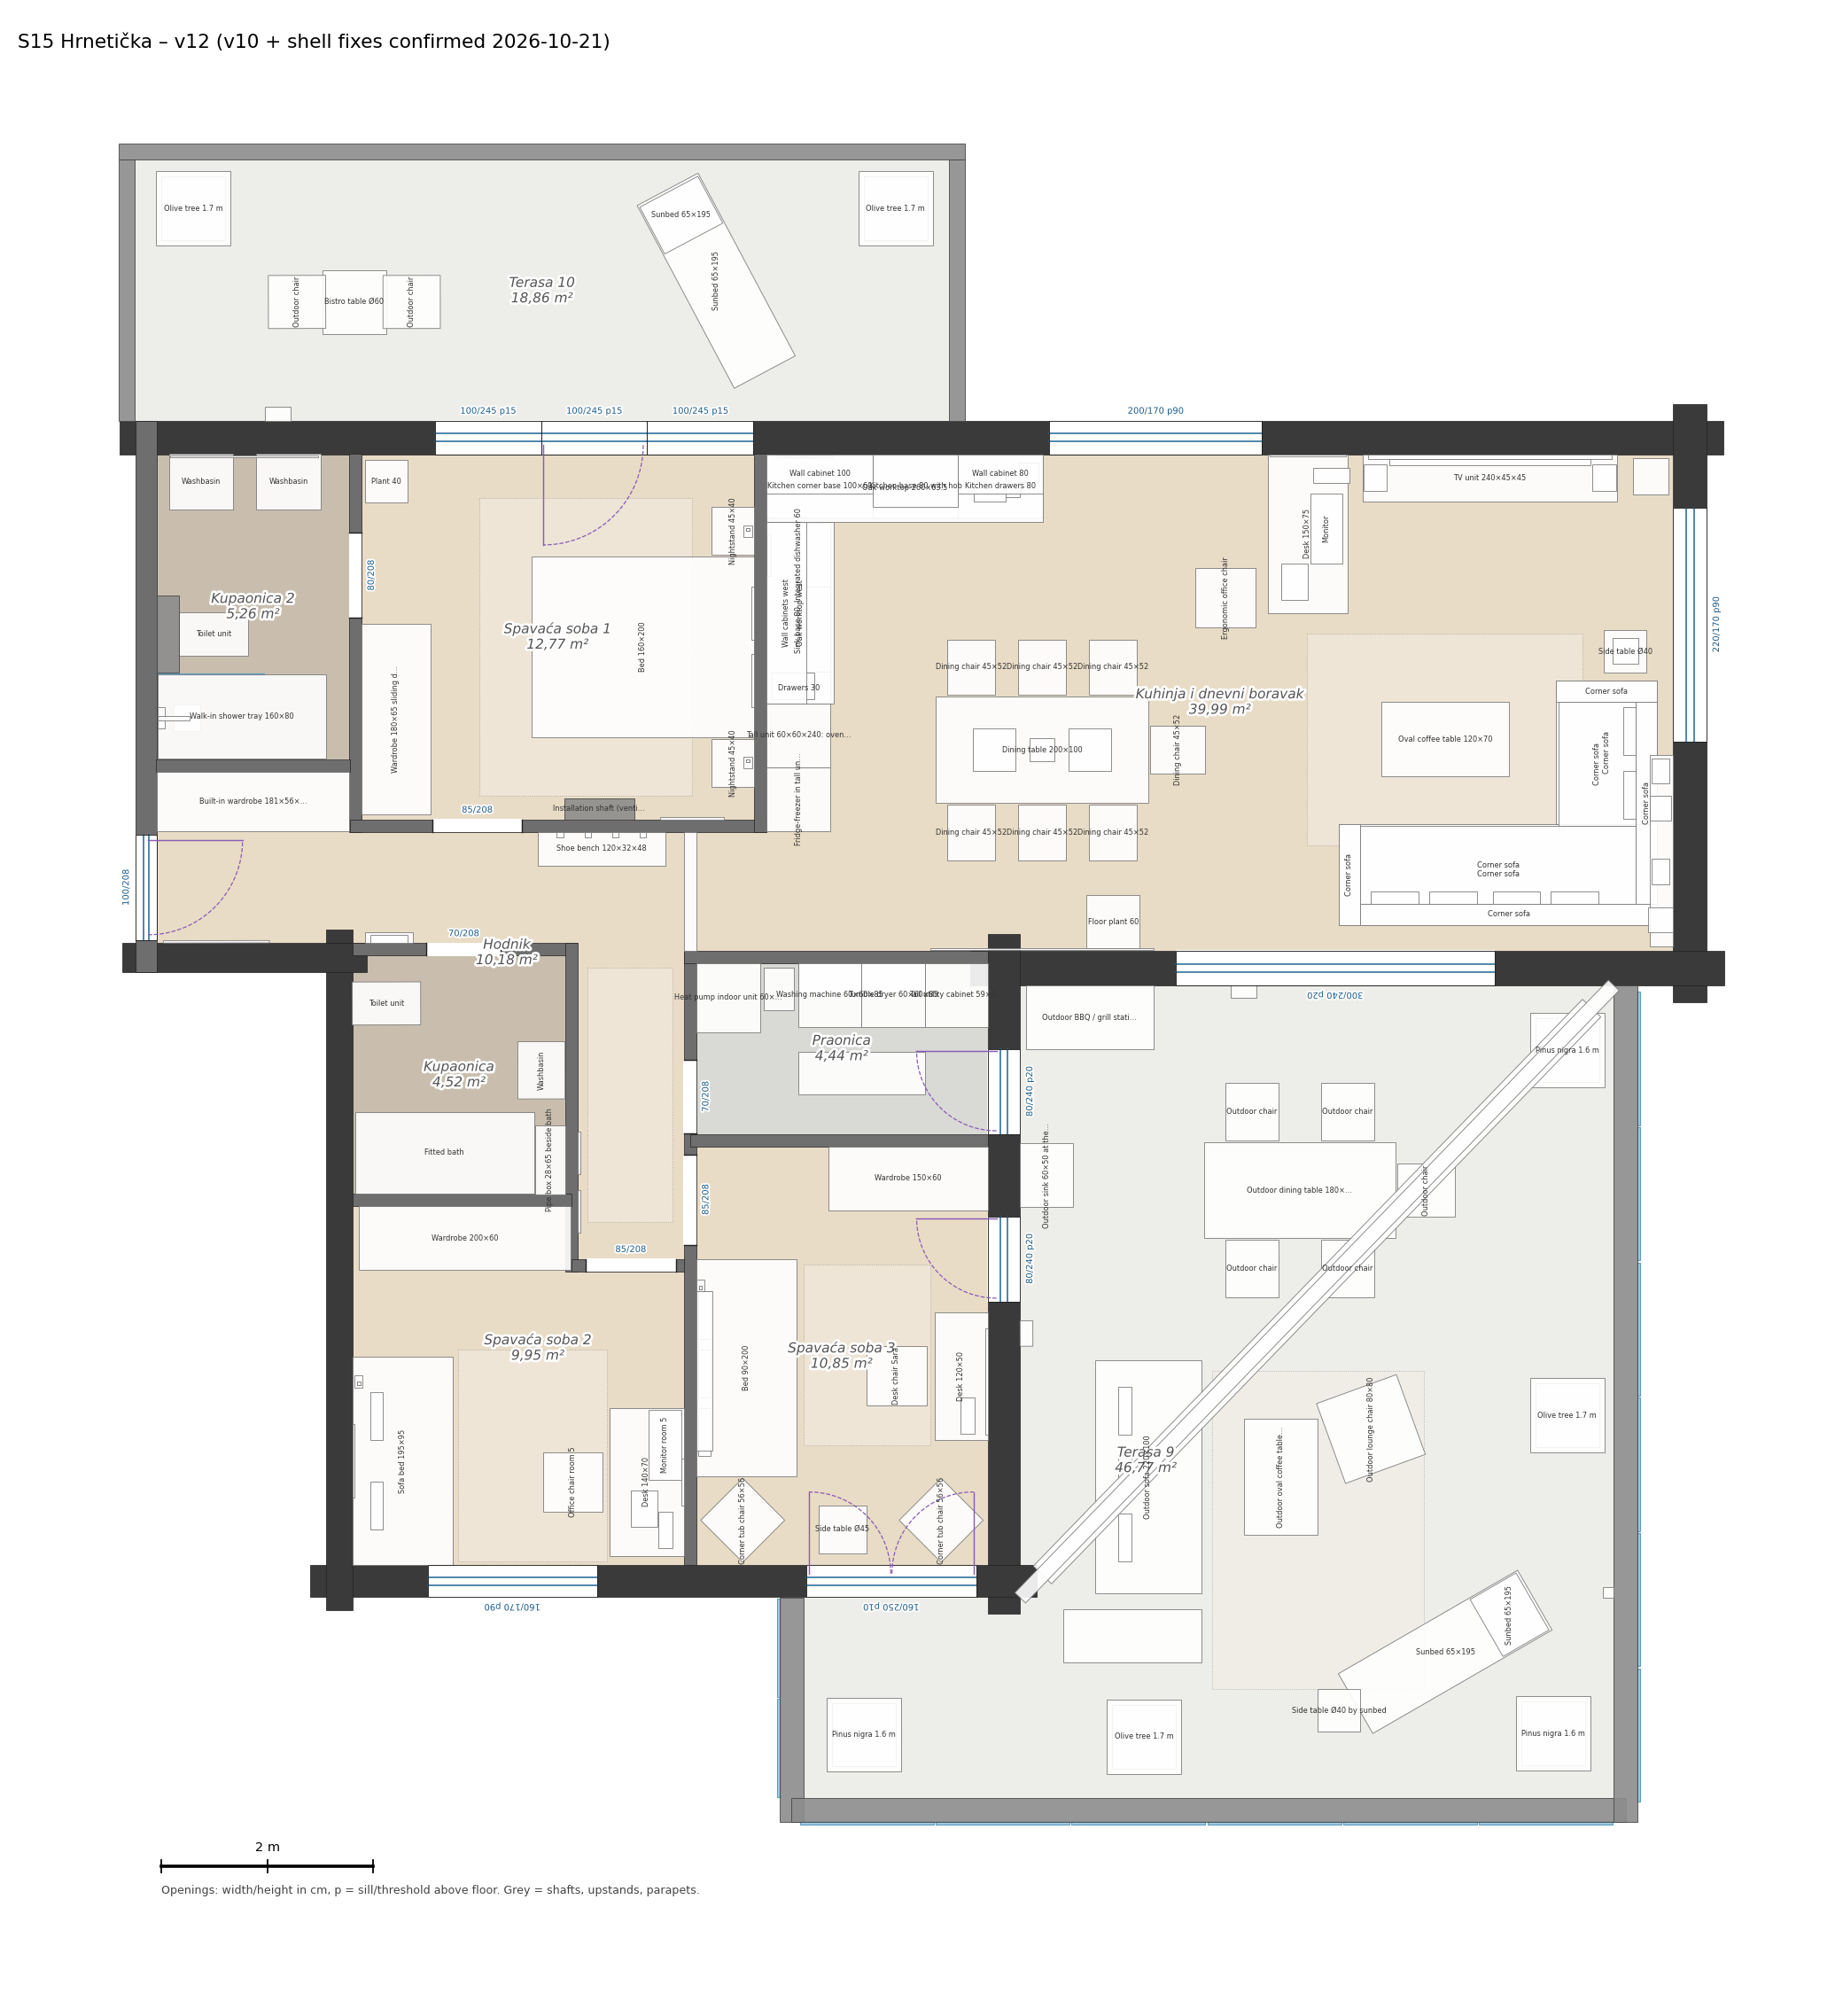 S15 Hrnetička – v12 (v10 + shell fixes confirmed 2026-10-21)
Olive tree 1.7 m
Sunbed 65×195
Olive tree 1.7 m
Sunbed 65×195
Terasa 10
18,86 m²
Outdoor chair
Bistro table Ø60
Outdoor chair
100/245 p15
100/245 p15
100/245 p15
200/170 p90
Washbasin
Washbasin
Plant 40
Wall cabinet 100
Wall cabinet 80
Kitchen corner base 100×63
Kitchen base 80 with hob
Kitchen drawers 80
TV unit 240×45×45
Nightstand 45×40
Desk 150×75
Monitor
80/208
Ergonomic office chair
Kupaonica 2
5,26 m²
Toilet unit
Spavaća soba 1
12,77 m²
Bed 160×200
Wall cabinets west
220/170 p90
Side table Ø40
Dining chair 45×52
Dining chair 45×52
Dining chair 45×52
Kuhinja i dnevni boravak
39,99 m²
Drawers 30
Corner sofa
Walk-in shower tray 160×80
Wardrobe 180×65 sliding d…
Tall unit 60×60×240: oven…
Nightstand 45×40
Dining table 200×100
Dining chair 45×52
Oval coffee table 120×70
Corner sofa
Corner sofa
Corner sofa
Built-in wardrobe 181×56×…
85/208
Installation shaft (venti…
Fridge-freezer in tall un…
Dining chair 45×52
Dining chair 45×52
Dining chair 45×52
Shoe bench 120×32×48
Corner sofa
Corner sofa
Corner sofa
Corner sofa
100/208
Floor plant 60
70/208
Hodnik
10,18 m²
Toilet unit
Heat pump indoor unit 60×…
Washing machine 60×60×85
300/240 p20
Outdoor BBQ / grill stati…
Praonica
4,44 m²
Pinus nigra 1.6 m
Kupaonica
4,52 m²
Washbasin
70/208
80/240 p20
Outdoor chair
Outdoor chair
Fitted bath
Pipe box 28×65 beside bath
Wardrobe 150×60
Outdoor sink 60×50 at the…
Outdoor dining table 180×…
Outdoor chair
85/208
Wardrobe 200×60
85/208
80/240 p20
Outdoor chair
Outdoor chair
Spavaća soba 2
9,95 m²
Bed 90×200
Spavaća soba 3
10,85 m²
Desk chair Sara
Desk 120×50
Sofa bed 195×95
Office chair room 5
Desk 140×70
Monitor room 5
Terasa 9
46,77 m²
Outdoor oval coffee table…
Outdoor lounge chair 80×80
Olive tree 1.7 m
Corner tub chair 56×56
Side table Ø45
Corner tub chair 56×56
160/170 p90
160/250 p10
Sunbed 65×195
Sunbed 65×195
Side table Ø40 by sunbed
Pinus nigra 1.6 m
Olive tree 1.7 m
Pinus nigra 1.6 m
2 m
Openings: width/height in cm, p = sill/threshold above floor. Grey = shafts, upstands, parapets.